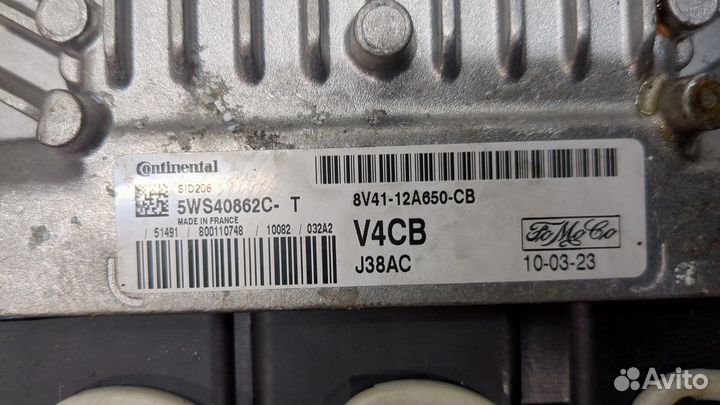 Continental
SID206
5WS40862C- T
MADE IN FRANCE
/ 51491 / 800110748 / 10082 / 032A2
8V41-12A650-CB
V4CB
J38AC
FoMoCo
10-03-23
Avito